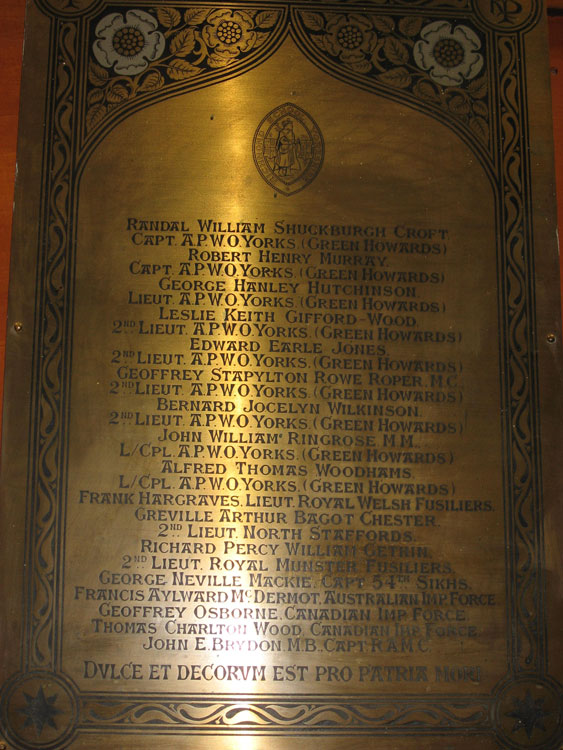 Randal William Shuckburgh Croft.
Capt. A.P.W.O. Yorks. (Green Howards)
Robert Henry Murray.
Capt. A.P.W.O. Yorks. (Green Howards)
George Hanley Hutchinson.
Lieut. A.P.W.O. Yorks. (Green Howards)
Leslie Keith Gifford-Wood.
2nd Lieut. A.P.W.O. Yorks. (Green Howards)
Edward Earle Jones.
2nd Lieut. A.P.W.O. Yorks. (Green Howards)
Geoffrey Stapylton Rowe Roper. M.C.
2nd Lieut. A.P.W.O. Yorks. (Green Howards)
Bernard Jocelyn Wilkinson.
2nd Lieut. A.P.W.O. Yorks. (Green Howards)
John William Ringrose. M.M.
L/Cpl. A.P.W.O. Yorks. (Green Howards)
Alfred Thomas Woodhams.
L/Cpl. A.P.W.O. Yorks. (Green Howards)
Frank Hargraves. Lieut. Royal Welsh Fusiliers.
Greville Arthur Bagot Chester.
2nd Lieut. North Staffords.
Richard Percy William Gethin.
2nd Lieut. Royal Munster Fusiliers.
George Neville Mackie. Capt. 54th Sikhs.
Francis Aylward McDermot. Australian Imp. Force.
Geoffrey Osborne. Canadian Imp. Force.
Thomas Charlton Wood. Canadian Imp. Force.
John E. Brydon. M.B. Capt. R.A.M.C.
DVLCE ET DECORVM EST PRO PATRIA MORI